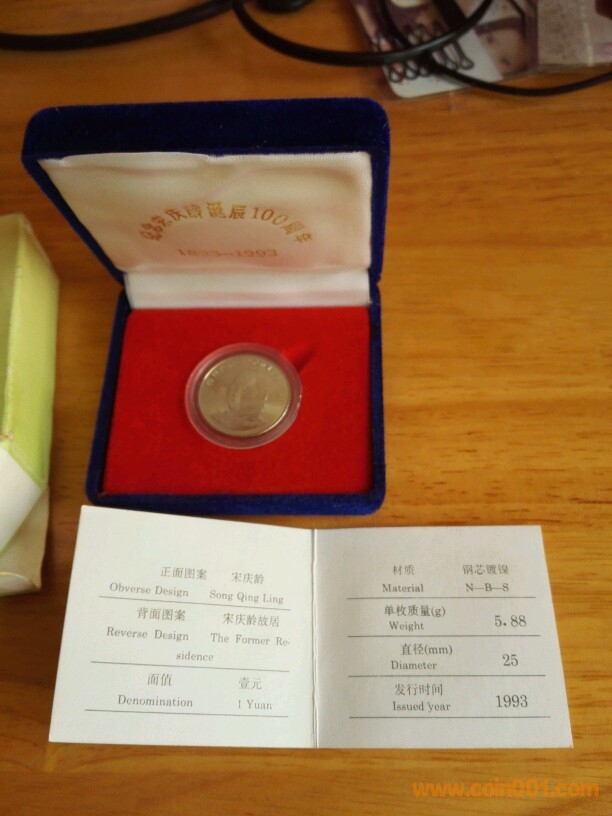 纪念宋庆龄诞辰100周年
1893-1993
正面图案 宋庆龄
Obverse Design Song Qing Ling
背面图案 宋庆龄故居
Reverse Design The Former Re-
sidence
面值 壹元
Denomination 1 Yuan
材质 钢芯镀镍
Material N—B—S
单枚质量(g) 5.88
Weight
直径(mm) 25
Diameter
发行时间 1993
Issued year
www.coin001.com